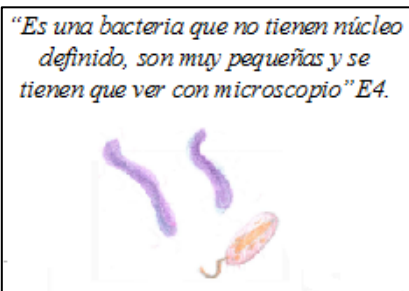 “Es una bacteria que no tienen núcleo
definido, son muy pequeñas y se
tienen que ver con microscopio” E4.